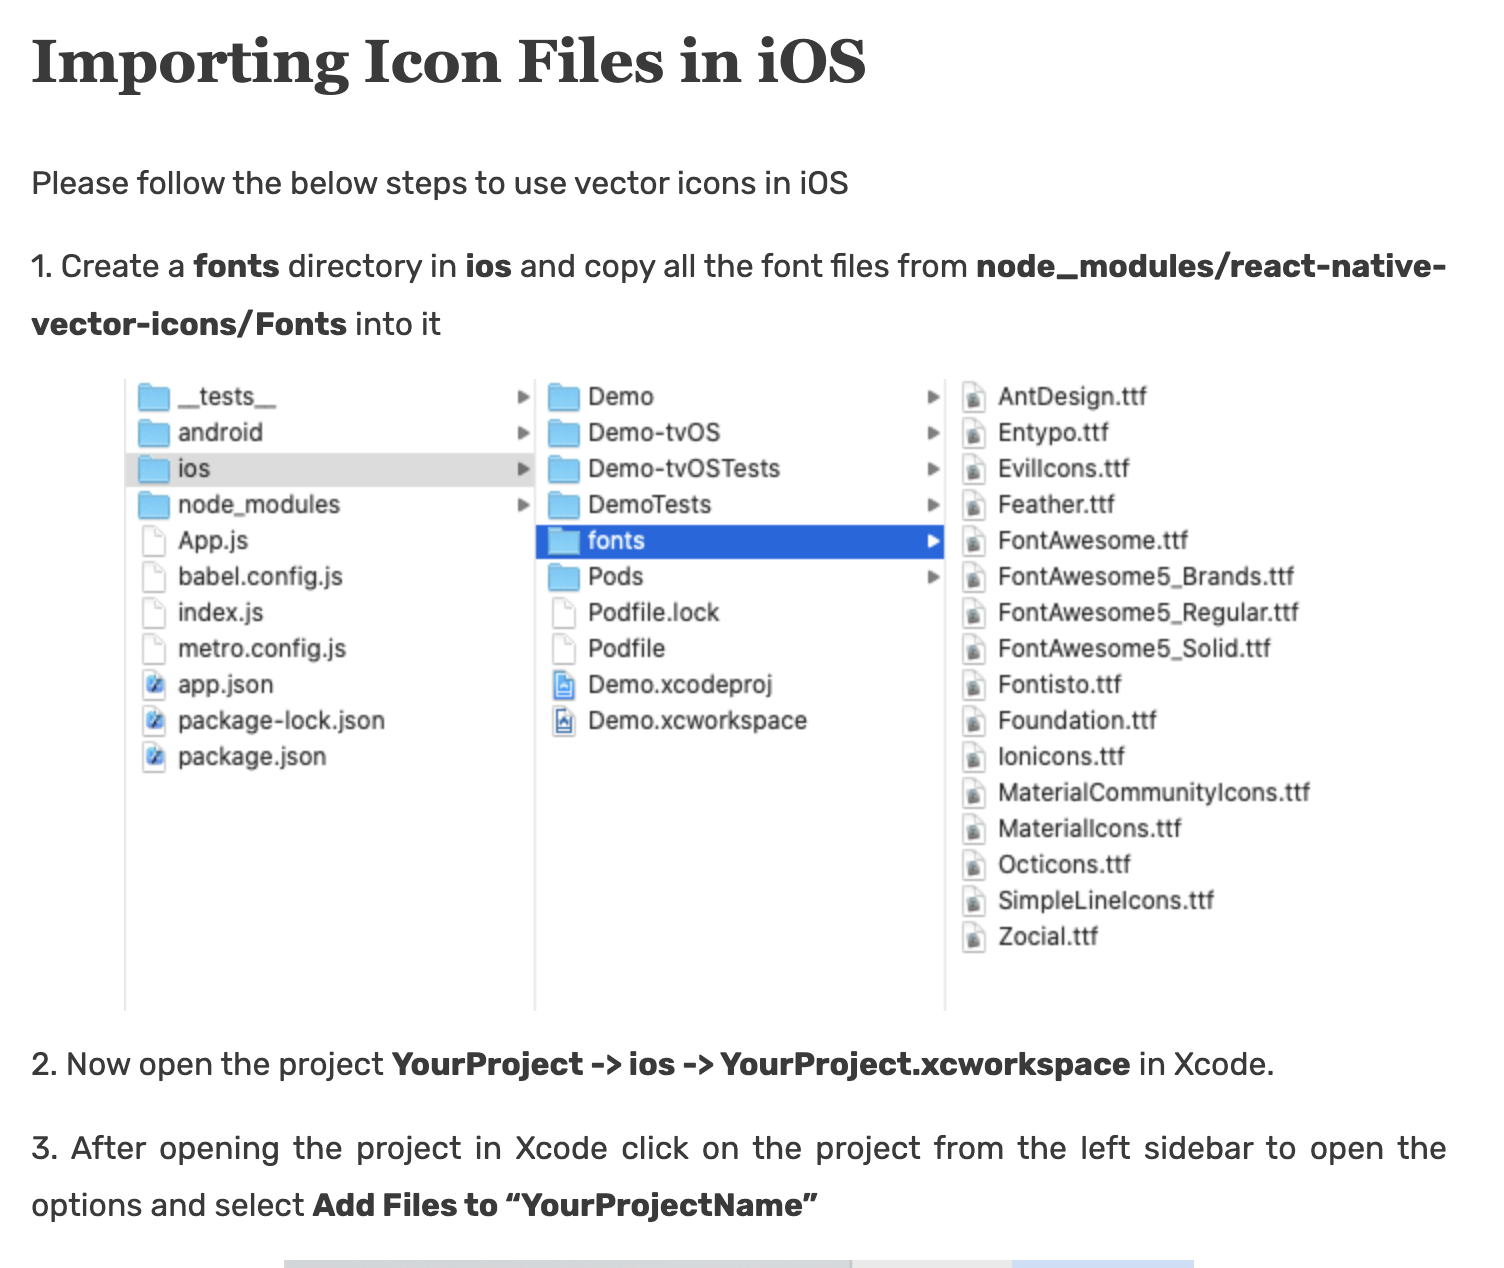 Importing Icon Files in iOS
Please follow the below steps to use vector icons in iOS
1. Create a fonts directory in ios and copy all the font files from node_modules/react-native-
vector-icons/Fonts into it
__tests__
android
ios
node_modules
App.js
babel.config.js
index.js
metro.config.js
app.json
package-lock.json
package.json
Demo
Demo-tvOS
Demo-tvOSTests
DemoTests
fonts
Pods
Podfile.lock
Podfile
Demo.xcodeproj
Demo.xcworkspace
AntDesign.ttf
Entypo.ttf
EvilIcons.ttf
Feather.ttf
FontAwesome.ttf
FontAwesome5_Brands.ttf
FontAwesome5_Regular.ttf
FontAwesome5_Solid.ttf
Fontisto.ttf
Foundation.ttf
Ionicons.ttf
MaterialCommunityIcons.ttf
MaterialIcons.ttf
Octicons.ttf
SimpleLineIcons.ttf
Zocial.ttf
2. Now open the project YourProject -> ios -> YourProject.xcworkspace in Xcode.
3. After opening the project in Xcode click on the project from the left sidebar to open the
options and select Add Files to “YourProjectName”